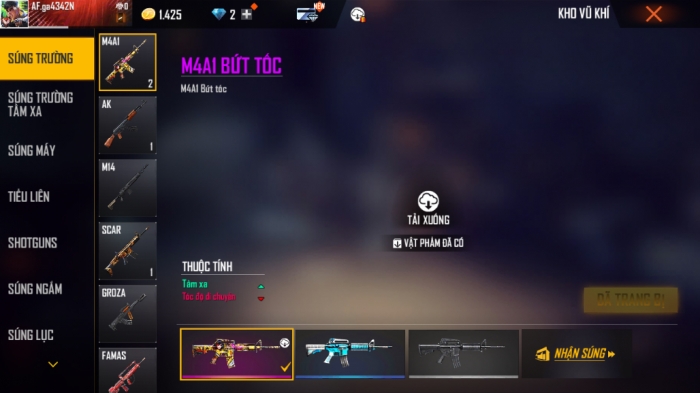 AF.ga4342N
0
1.425
2
NEW
KHO VŨ KHÍ
SÚNG TRƯỜNG
SÚNG TRƯỜNG
TẦM XA
SÚNG MÁY
TIỂU LIÊN
SHOTGUNS
SÚNG NGẮM
SÚNG LỤC
M4A1
2
AK
1
M14
SCAR
1
GROZA
FAMAS
M4A1 BỨT TỐC
M4A1 Bứt tốc
TẢI XUỐNG
VẬT PHẨM ĐÃ CÓ
THUỘC TÍNH
Tầm xa
Tốc độ di chuyển
ĐÃ TRANG BỊ
NHẬN SÚNG